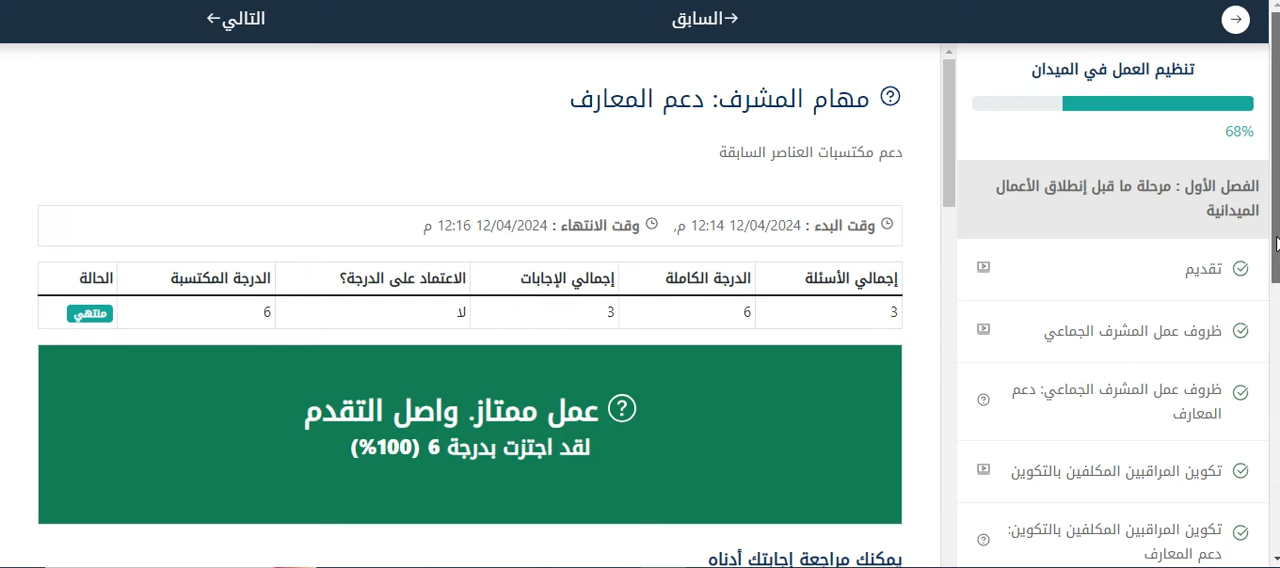 السابق
التالي
تنظيم العمل في الميدان
68%
الفصل الأول : مرحلة ما قبل إنطلاق الأعمال
الميدانية
تقديم
ظروف عمل المشرف الجماعي
ظروف عمل المشرف الجماعي: دعم
المعارف
تكوين المراقبين المكلفين بالتكوين
تكوين المراقبين المكلفين بالتكوين:
دعم المعارف
مهام المشرف: دعم المعارف
دعم مكتسبات العناصر السابقة
وقت البدء : 12/04/2024 12:14 م, وقت الانتهاء : 12/04/2024 12:16 م
إجمالي الأسئلة الدرجة الكاملة إجمالي الإجابات الاعتماد على الدرجة؟ الدرجة المكتسبة الحالة
3 6 3 لا 6 منتهي
عمل ممتاز. واصل التقدم
لقد اجتزت بدرجة 6 (100%)
يمكنك مراجعة إجابتك أدناه